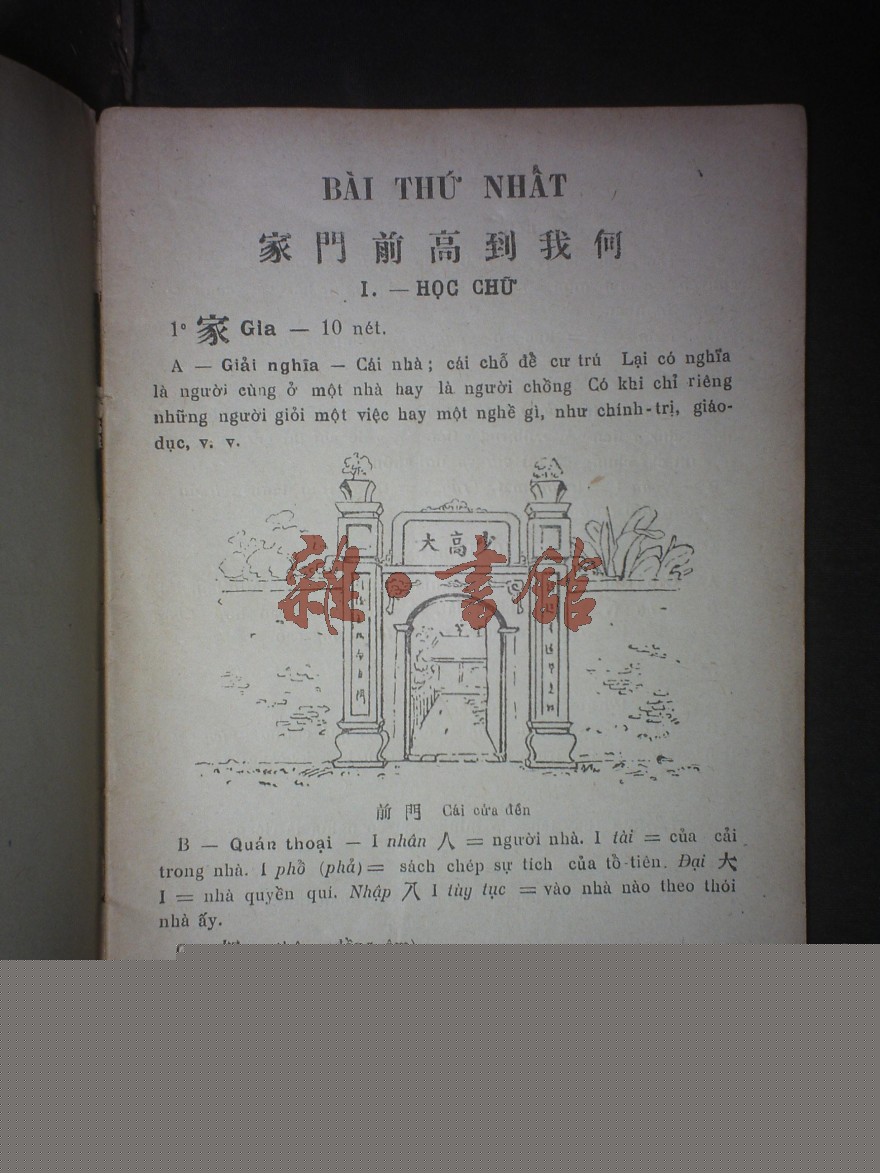 BÀI THỨ NHẤT
家 門 前 高 到 我 何
I. — HỌC CHỮ
1° 家 Gia — 10 nét.
A — Giải nghĩa — Cái nhà ; cái chỗ để cư trú Lại có nghĩa
là người cùng ở một nhà hay là người chồng Có khi chỉ riêng
những người giỏi một việc hay một nghề gì, như chính-trị, giáo-
dục, v. v.
大 高
雜·書館
前 門 Cái cửa đền
B — Quán thoại — I nhân 人 = người nhà. I tài = của cải
trong nhà. I phổ (phả) = sách chép sự tích của tổ-tiên. Đại 大
I = nhà quyền quí. Nhập 入 I tùy tục = vào nhà nào theo thói
nhà ấy.